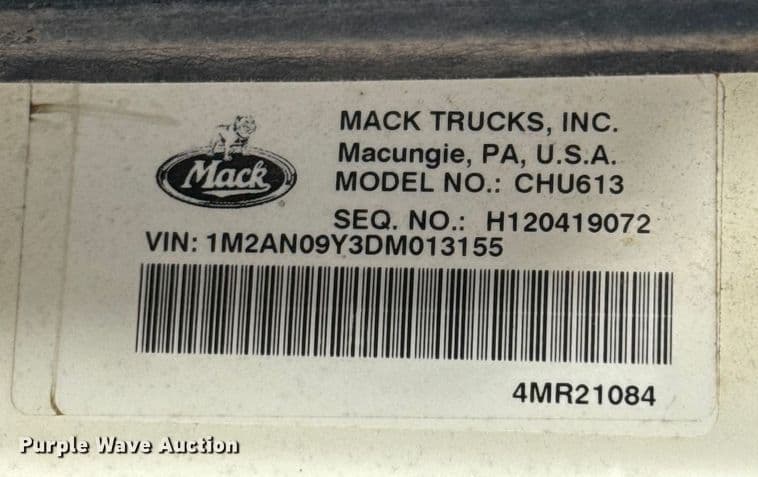 MACK TRUCKS, INC.
Macungie, PA, U.S.A.
MODEL NO.: CHU613
Mack
SEQ. NO.: H120419072
VIN: 1M2AN09Y3DM013155
4MR21084
Purple Wave Auction